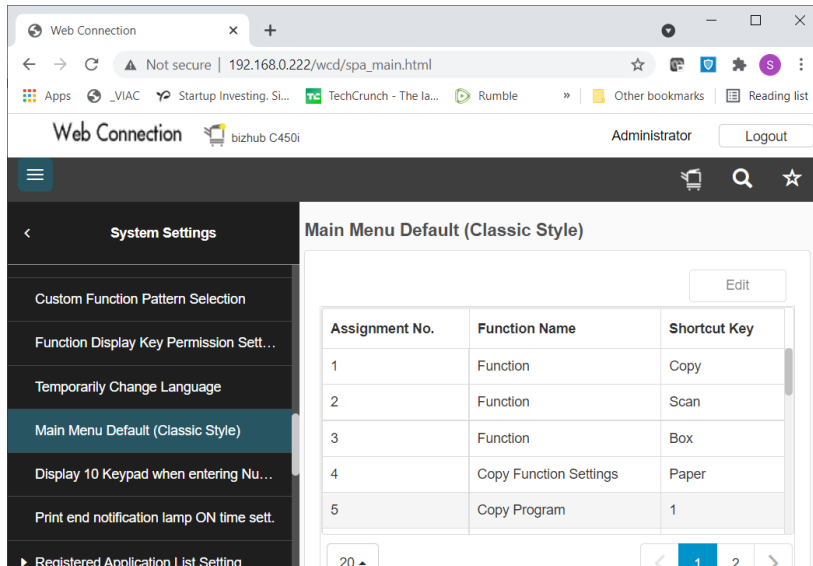 Web Connection
Not secure | 192.168.0.222/wcd/spa_main.html
S
Apps _VIAC Startup Investing. Si... TechCrunch - The la... Rumble » Other bookmarks Reading list
Web Connection bizhub C450i Administrator Logout
System Settings
Custom Function Pattern Selection
Function Display Key Permission Sett…
Temporarily Change Language
Main Menu Default (Classic Style)
Display 10 Keypad when entering Nu…
Print end notification lamp ON time sett.
Registered Application List Setting
Main Menu Default (Classic Style)
Edit
Assignment No. Function Name Shortcut Key
1 Function Copy
2 Function Scan
3 Function Box
4 Copy Function Settings Paper
5 Copy Program 1
20 < 1 2 >